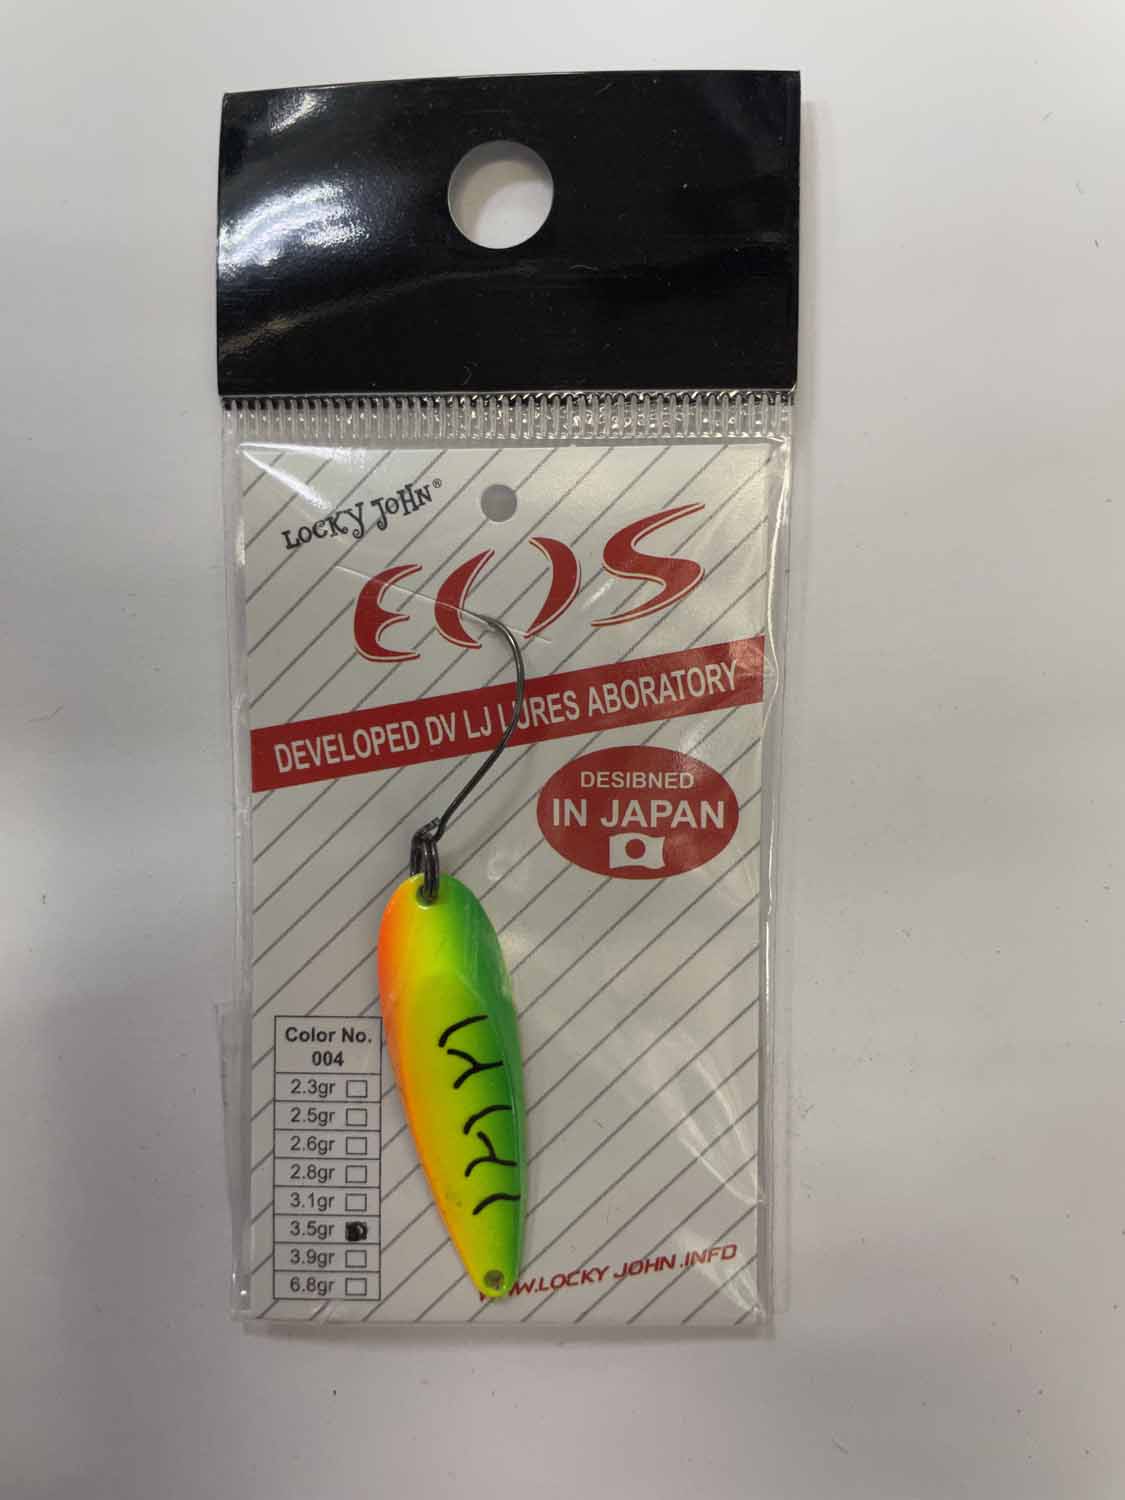 LOCKY JOHN®
EOS
DEVELOPED DV LJ LURES ABORATORY
DESIBNED
IN JAPAN
Color No.
004
2.3gr
2.5gr
2.6gr
2.8gr
3.1gr
3.5gr
3.9gr
6.8gr
WWW.LOCKY JOHN.INFD